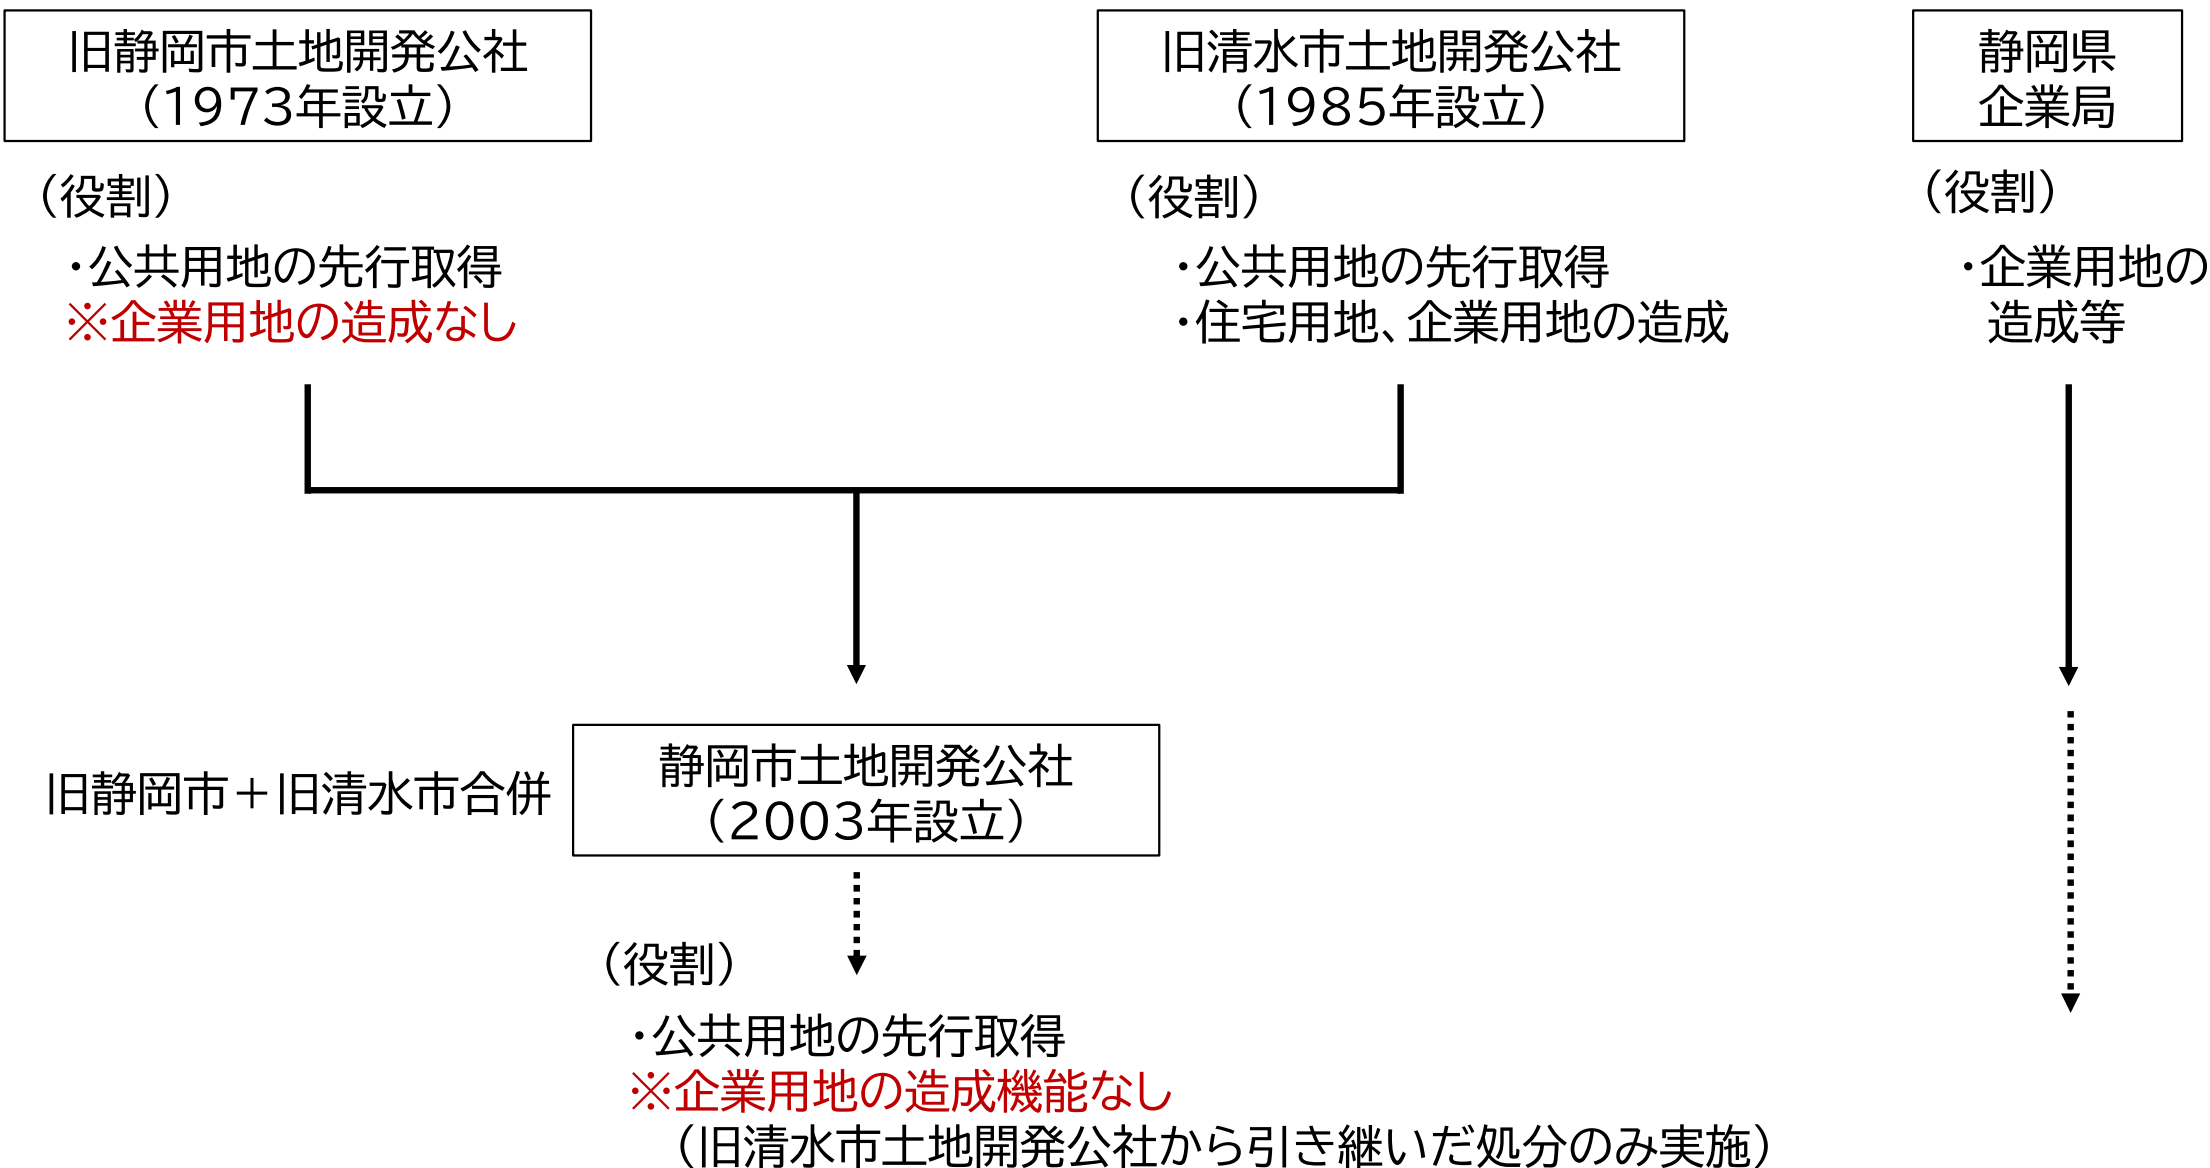 旧静岡市土地開発公社
（1973年設立）
（役割）
・公共用地の先行取得
※企業用地の造成なし
旧清水市土地開発公社
（1985年設立）
（役割）
・公共用地の先行取得
・住宅用地、企業用地の造成
静岡県
企業局
（役割）
・企業用地の
造成等
旧静岡市＋旧清水市合併
静岡市土地開発公社
（2003年設立）
（役割）
・公共用地の先行取得
※企業用地の造成機能なし
（旧清水市土地開発公社から引き継いだ処分のみ実施）